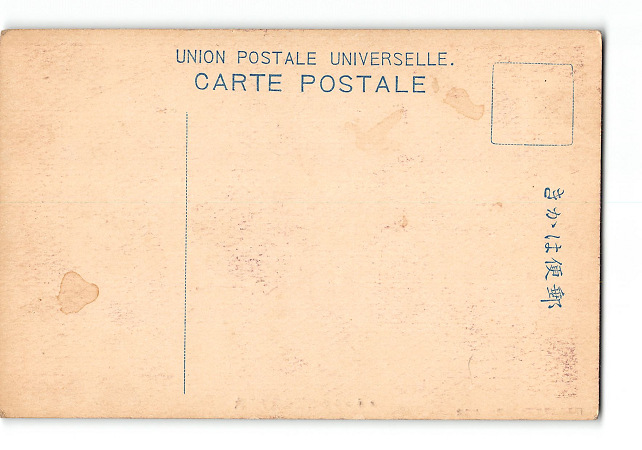 UNION POSTALE UNIVERSELLE.
CARTE POSTALE
きかは便郵